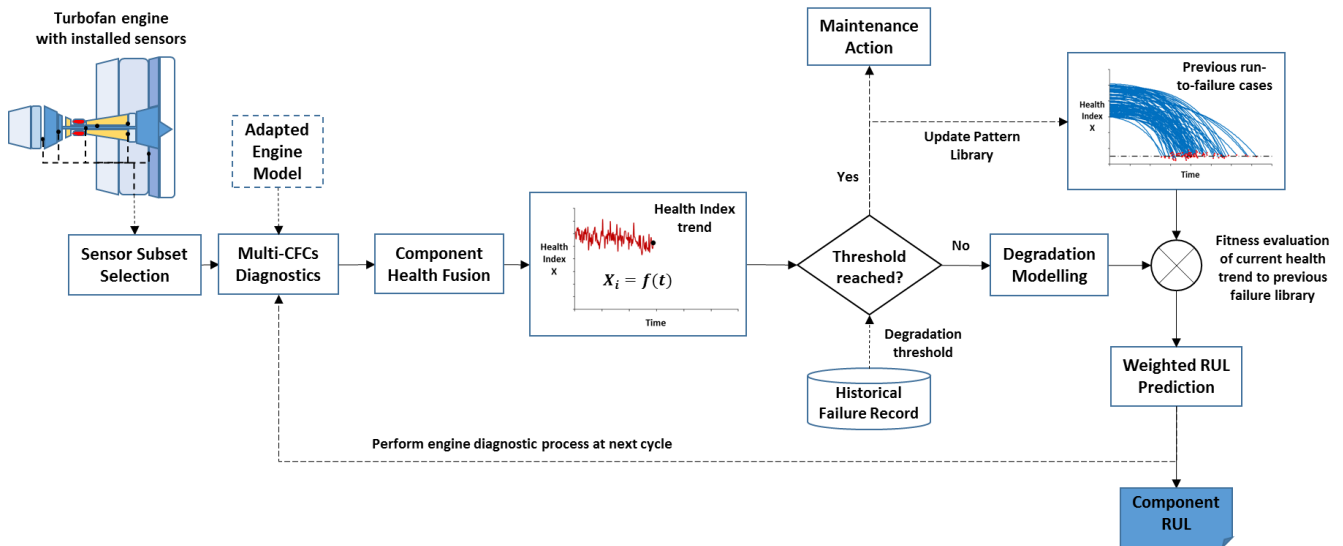 Turbofan engine
with installed sensors
Maintenance
Action
Previous run-
to-failure cases
Health
Index
X
Time
Adapted
Engine
Model
Update Pattern
Library
Yes
Health Index
trend
Health
Index
X
X_i = f(t)
Time
Sensor Subset
Selection
Multi-CFCs
Diagnostics
Component
Health Fusion
Threshold
reached?
No
Degradation
Modelling
Fitness evaluation
of current health
trend to previous
failure library
Degradation
threshold
Historical
Failure Record
Weighted RUL
Prediction
Perform engine diagnostic process at next cycle
Component
RUL